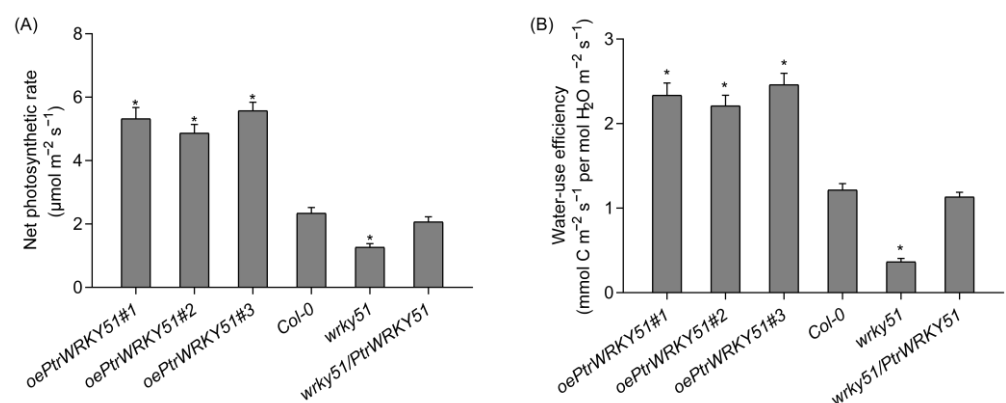 (A)
Net photosynthetic rate
(μmol m⁻² s⁻¹)
8
6
4
2
0
*
*
*
*
oePtrWRKY51#1
oePtrWRKY51#2
oePtrWRKY51#3
Col-0
wrky51
wrky51/PtrWRKY51
(B)
Water-use efficiency
(mmol C m⁻² s⁻¹ per mol H₂O m⁻² s⁻¹)
3
2
1
0
*
*
*
*
oePtrWRKY51#1
oePtrWRKY51#2
oePtrWRKY51#3
Col-0
wrky51
wrky51/PtrWRKY51